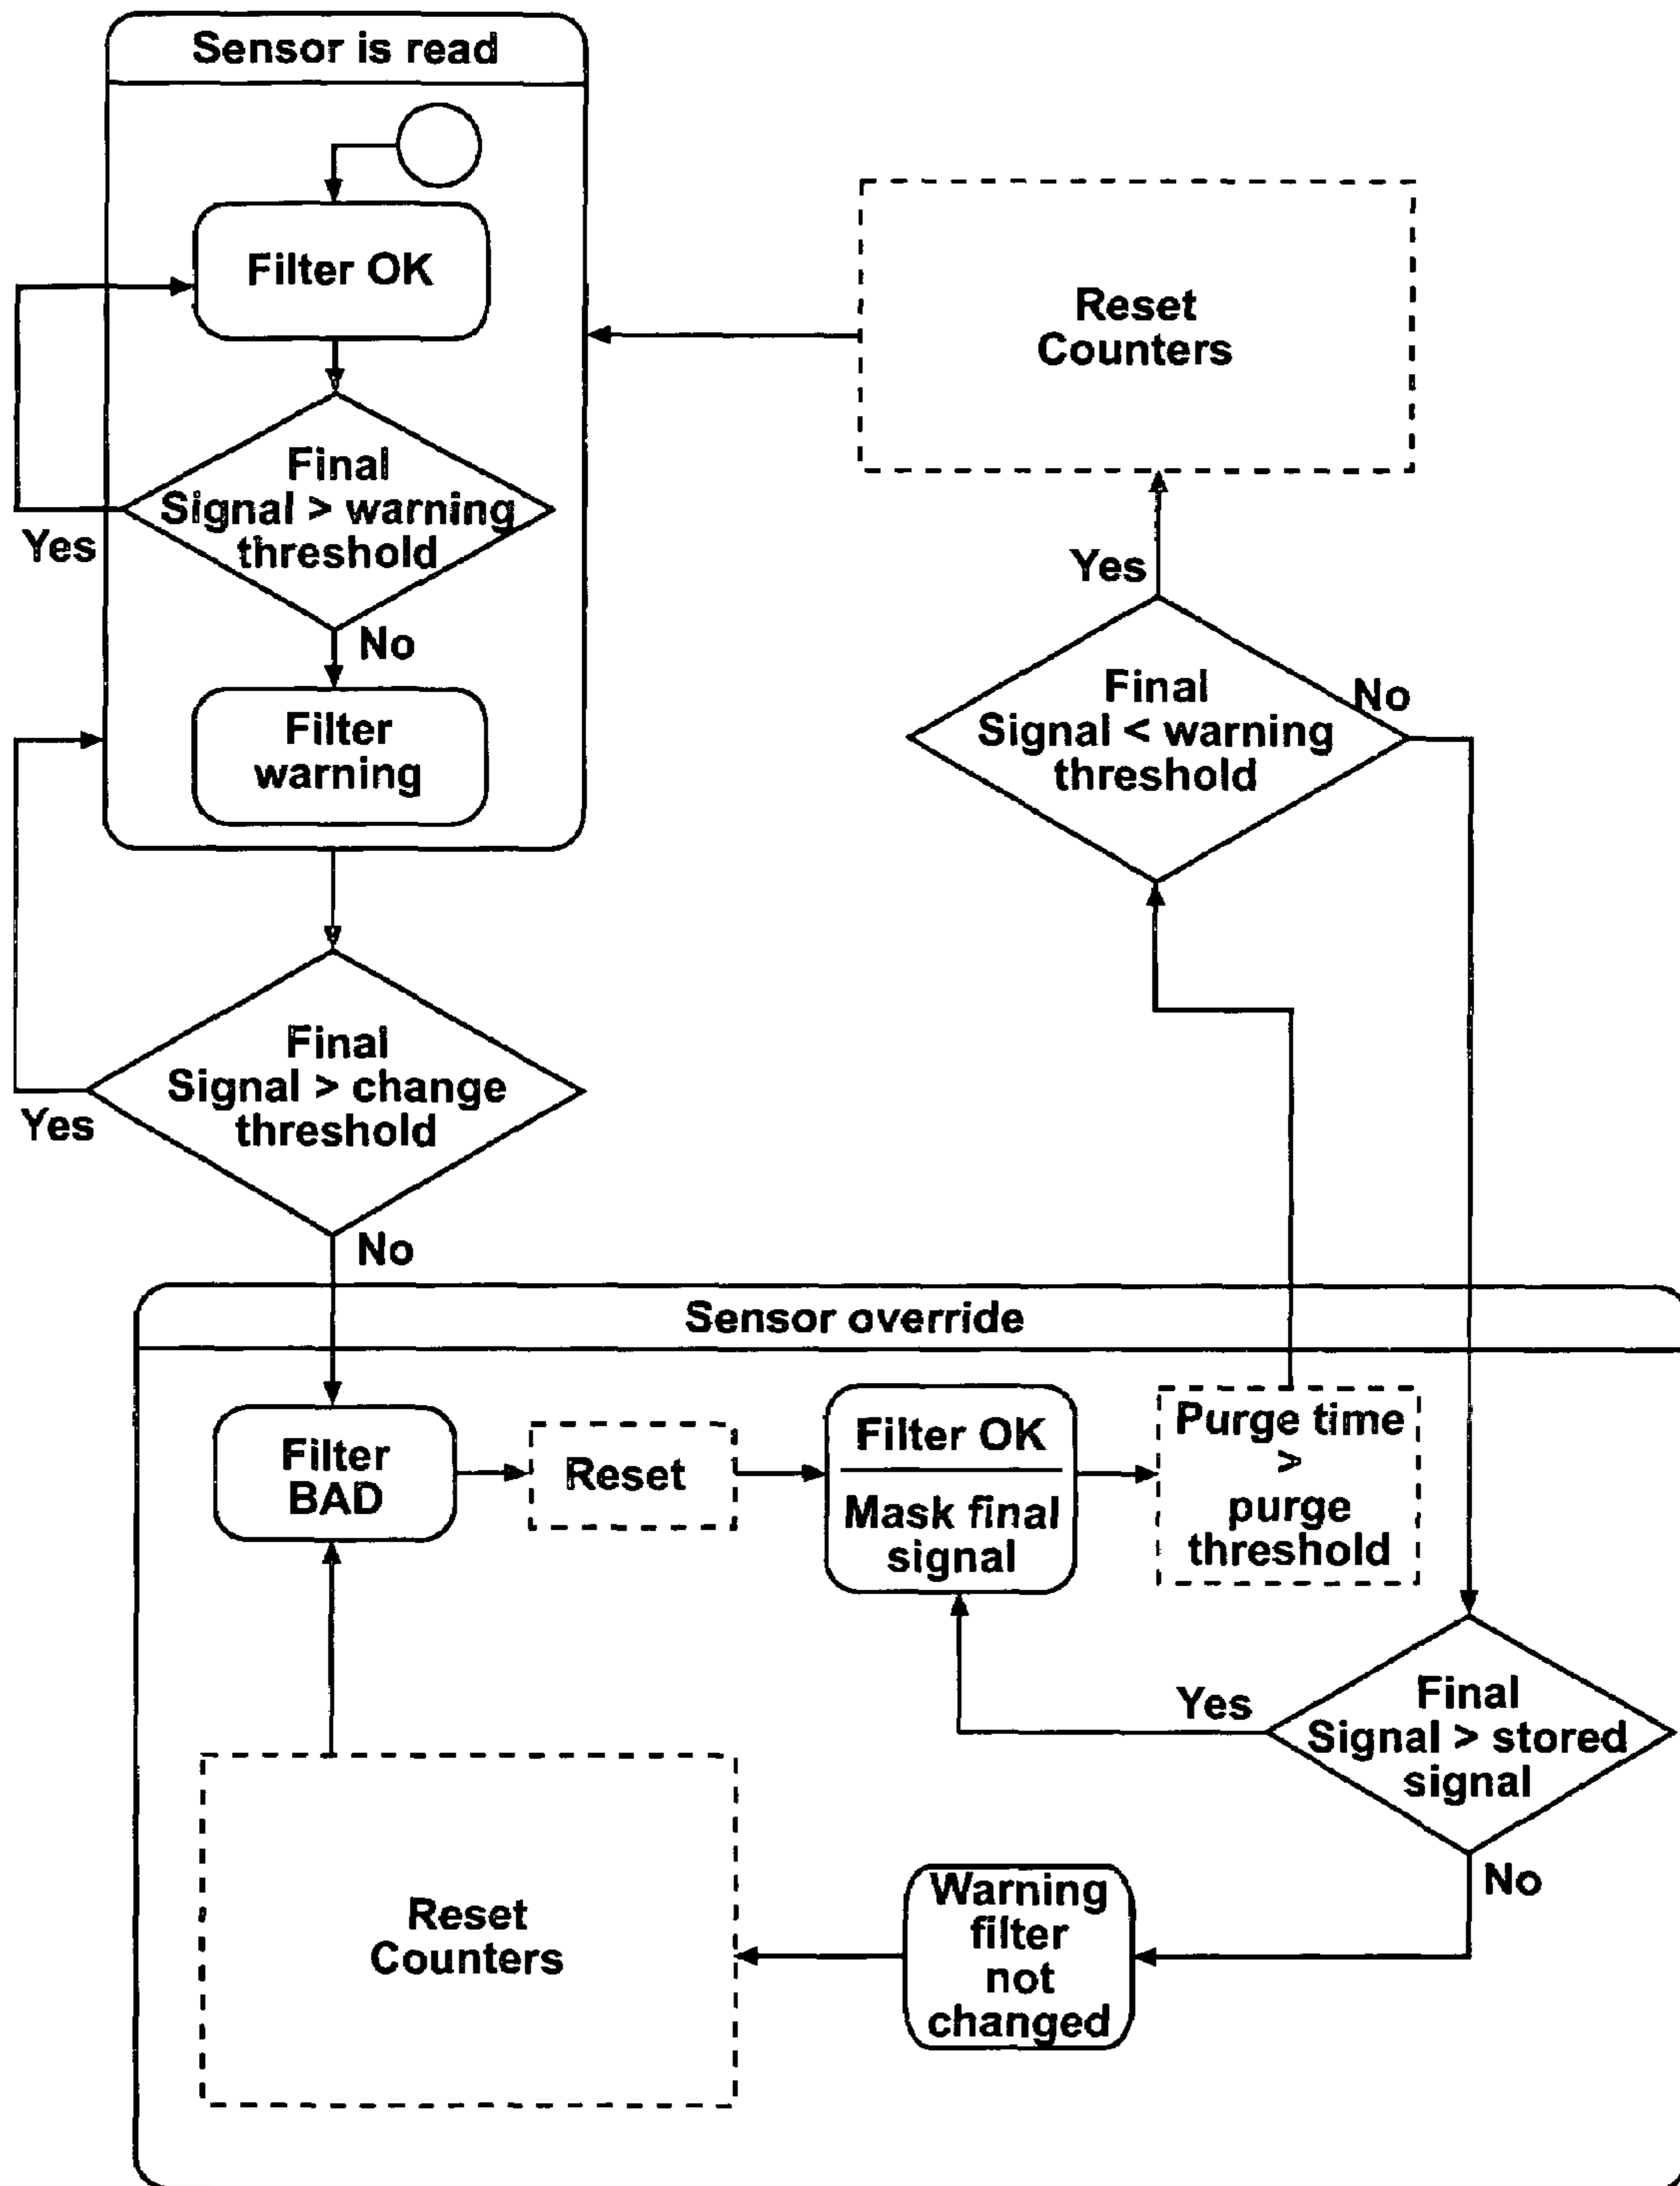 Sensor is read
Filter OK
Final
Signal > warning
threshold
Yes
No
Filter
warning
Final
Signal > change
threshold
Yes
No
Reset
Counters
Yes
Final
Signal < warning
threshold
No
Sensor override
Filter
BAD
Reset
Filter OK
Mask final
signal
Purge time
>
purge
threshold
Yes
Final
Signal > stored
signal
No
Warning
filter
not
changed
Reset
Counters